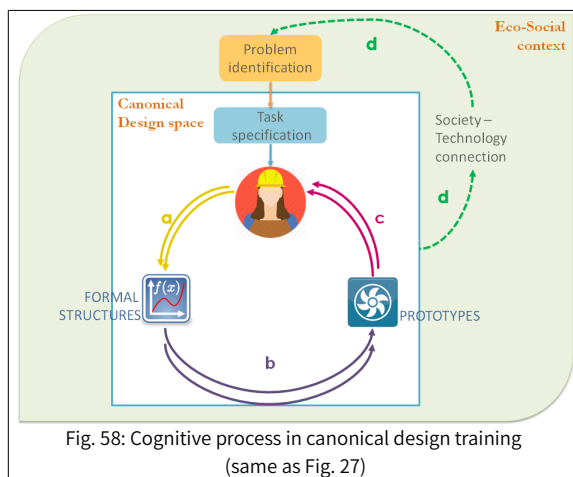 Eco-Social
context
Problem
identification
d
Canonical
Design space
Task
specification
Society –
Technology
connection
d
a
c
f(x)
FORMAL
STRUCTURES
PROTOTYPES
b
Fig. 58: Cognitive process in canonical design training
(same as Fig. 27)